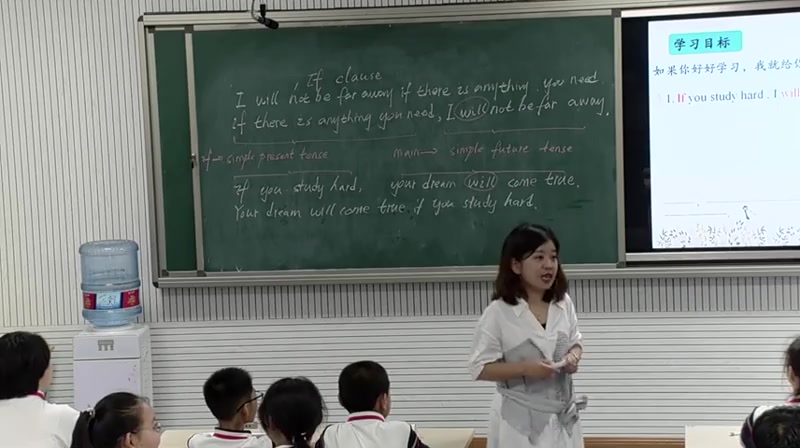 If clause
I will not be far away if there is anything you need.
if there is anything you need, I will not be far away.
if → simple present tense
main → simple future tense
If you study hard, your dream will come true.
Your dream will come true if you study hard.
学习目标
如果你好好学习，我就给你
1. If you study hard , I will